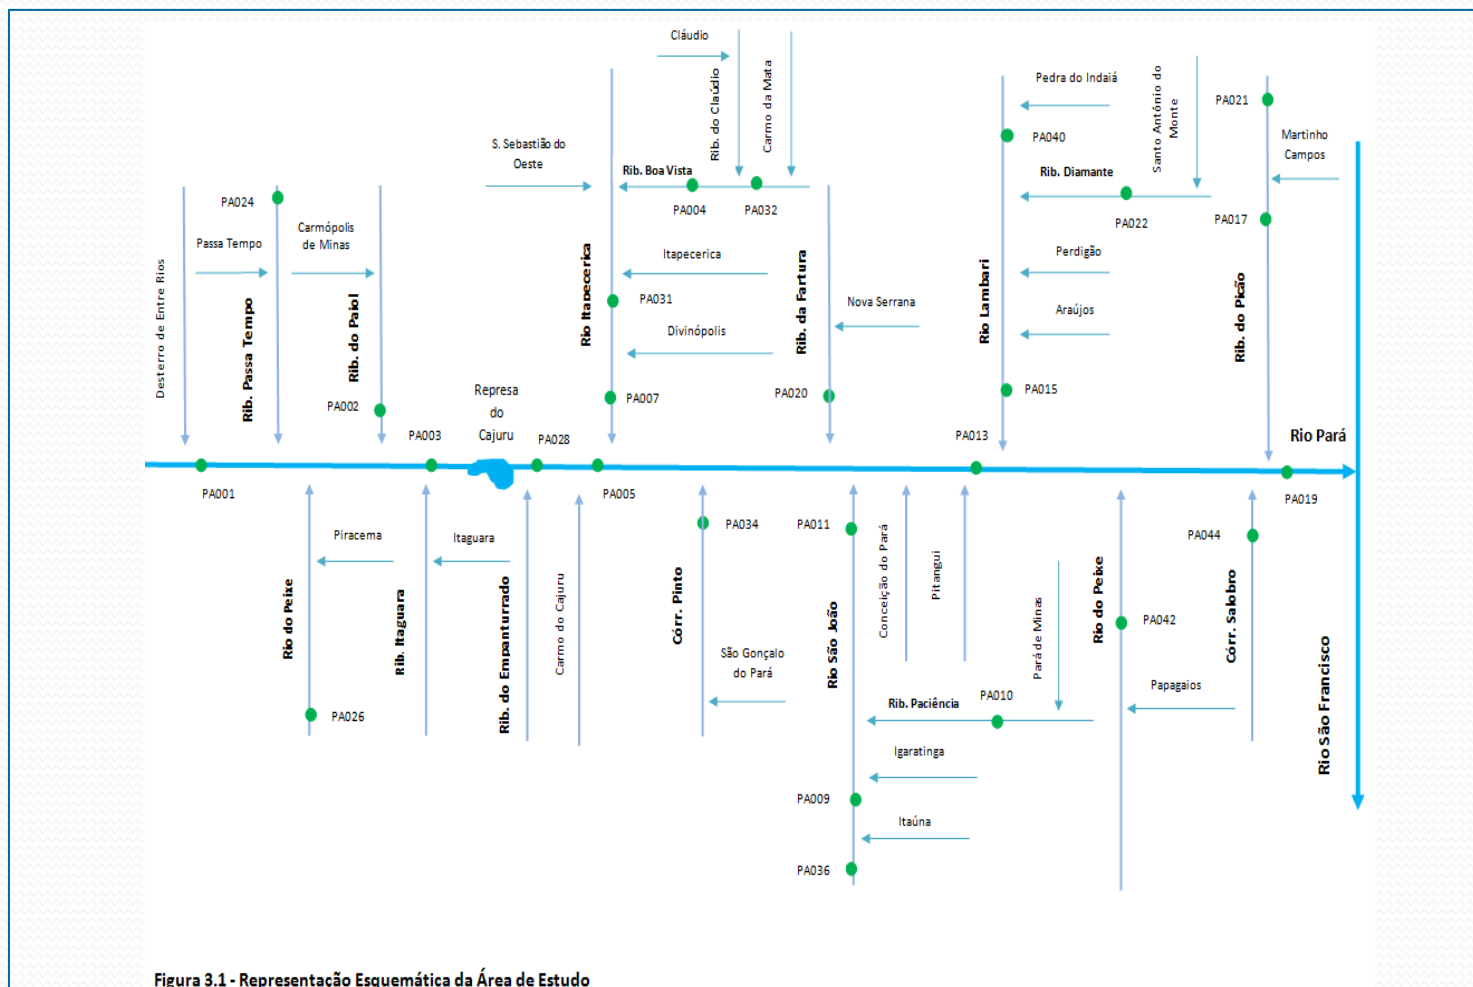 Cláudio
Rib. do Claúdio
Carmo da Mata
Pedra do Indaiá
Santo Antônio do
Monte
PA021
PA040
Martinho
Campos
S. Sebastião do
Oeste
Rib. Boa Vista
Rib. Diamante
PA024
PA004
PA032
PA022
PA017
Carmópolis
de Minas
Passa Tempo
Itapecerica
Perdigão
Desterro de Entre Rios
Rib. Passa Tempo
Rib. do Paiol
Rio Itapecerica
PA031
Rib. da Fartura
Nova Serrana
Rio Lambari
Araújos
Rib. do Picão
Divinópolis
Represa
do
Cajuru
PA002
PA007
PA020
PA015
PA003
PA028
PA013
Rio Pará
PA001
PA005
PA019
Piracema
Itaguara
PA034
PA011
PA044
Rio do Peixe
Rib. Itaguara
Rib. do Empanturrado
Carmo do Cajuru
Córr. Pinto
Rio São João
Conceição do Pará
Pitangui
Pará de Minas
Rio do Peixe
PA042
Córr. Salobro
São Gonçalo
do Pará
Rib. Paciência
PA010
Papagaios
PA026
Rio São Francisco
Igaratinga
PA009
Itaúna
PA036
Figura 3.1 - Representação Esquemática da Área de Estudo